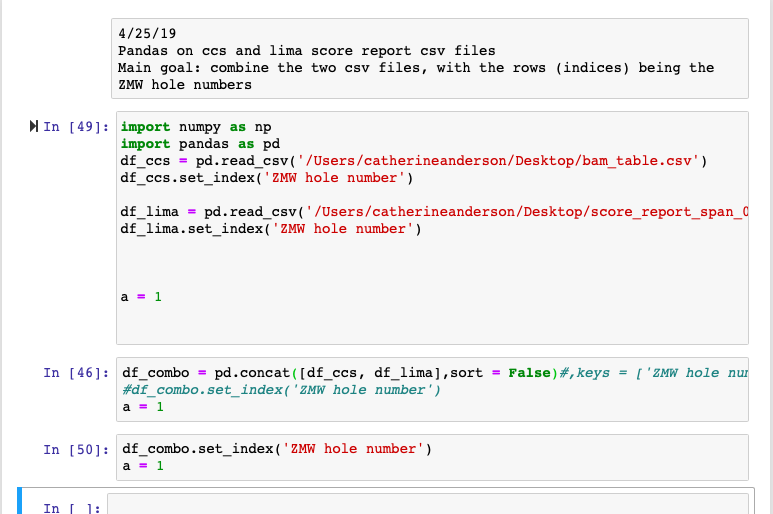 4/25/19
Pandas on ccs and lima score report csv files
Main goal: combine the two csv files, with the rows (indices) being the
ZMW hole numbers
In [49]:
import numpy as np
import pandas as pd
df_ccs = pd.read_csv('/Users/catherineanderson/Desktop/bam_table.csv')
df_ccs.set_index('ZMW hole number')
df_lima = pd.read_csv('/Users/catherineanderson/Desktop/score_report_span_0
df_lima.set_index('ZMW hole number')
a = 1
In [46]:
df_combo = pd.concat([df_ccs, df_lima],sort = False)#,keys = ['ZMW hole
#df_combo.set_index('ZMW hole number')
a = 1
In [50]:
df_combo.set_index('ZMW hole number')
a = 1
In [ ]: